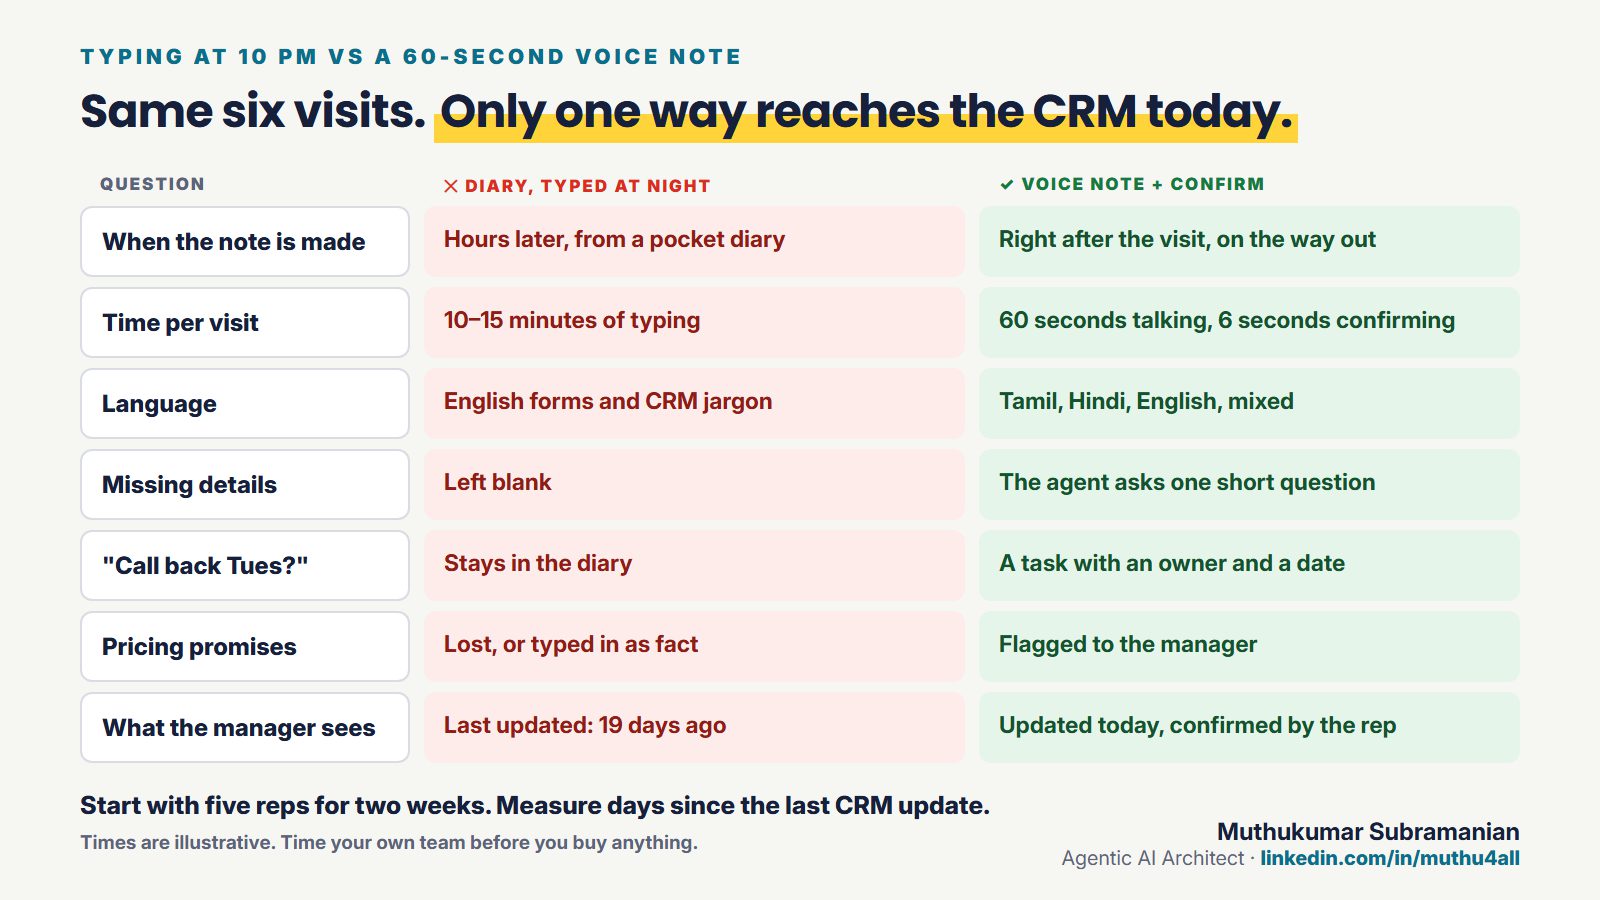 TYPING AT 10 PM VS A 60-SECOND VOICE NOTE
Same six visits. Only one way reaches the CRM today.
QUESTION
✕ DIARY, TYPED AT NIGHT
✓ VOICE NOTE + CONFIRM
When the note is made
Hours later, from a pocket diary
Right after the visit, on the way out
Time per visit
10–15 minutes of typing
60 seconds talking, 6 seconds confirming
Language
English forms and CRM jargon
Tamil, Hindi, English, mixed
Missing details
Left blank
The agent asks one short question
"Call back Tues?"
Stays in the diary
A task with an owner and a date
Pricing promises
Lost, or typed in as fact
Flagged to the manager
What the manager sees
Last updated: 19 days ago
Updated today, confirmed by the rep
Start with five reps for two weeks. Measure days since the last CRM update.
Times are illustrative. Time your own team before you buy anything.
Muthukumar Subramanian
Agentic AI Architect · linkedin.com/in/muthu4all